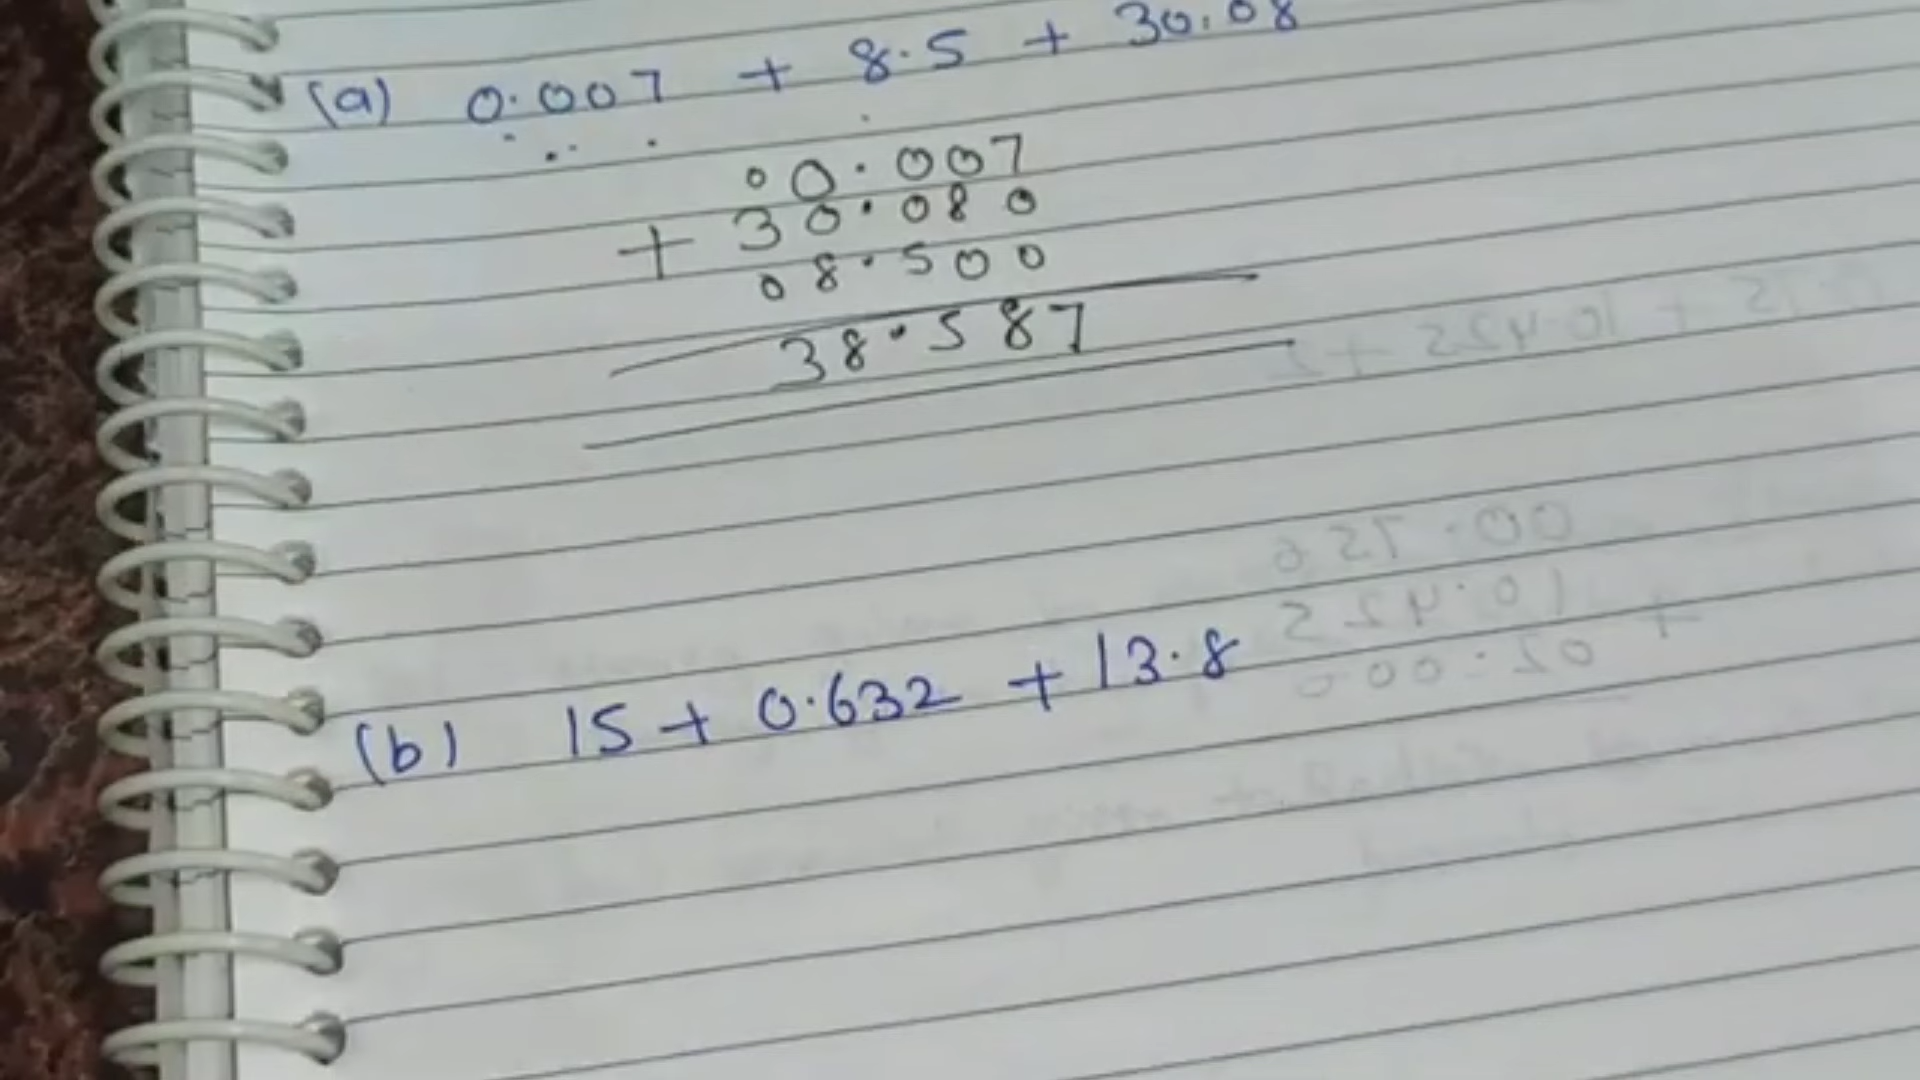 (a) 0.007 + 8.5 + 30.08
00.007
+ 30.080
08.500
38.587
(b) 15 + 0.632 + 13.8